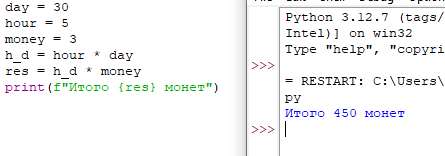 day = 30
hour = 5
money = 3
h_d = hour * day
res = h_d * money
print(f"Итого {res} монет")
Python 3.12.7 (tags/
Intel)] on win32
Type "help", "copyri
>>>
= RESTART: C:\Users\
py
Итого 450 монет
>>>